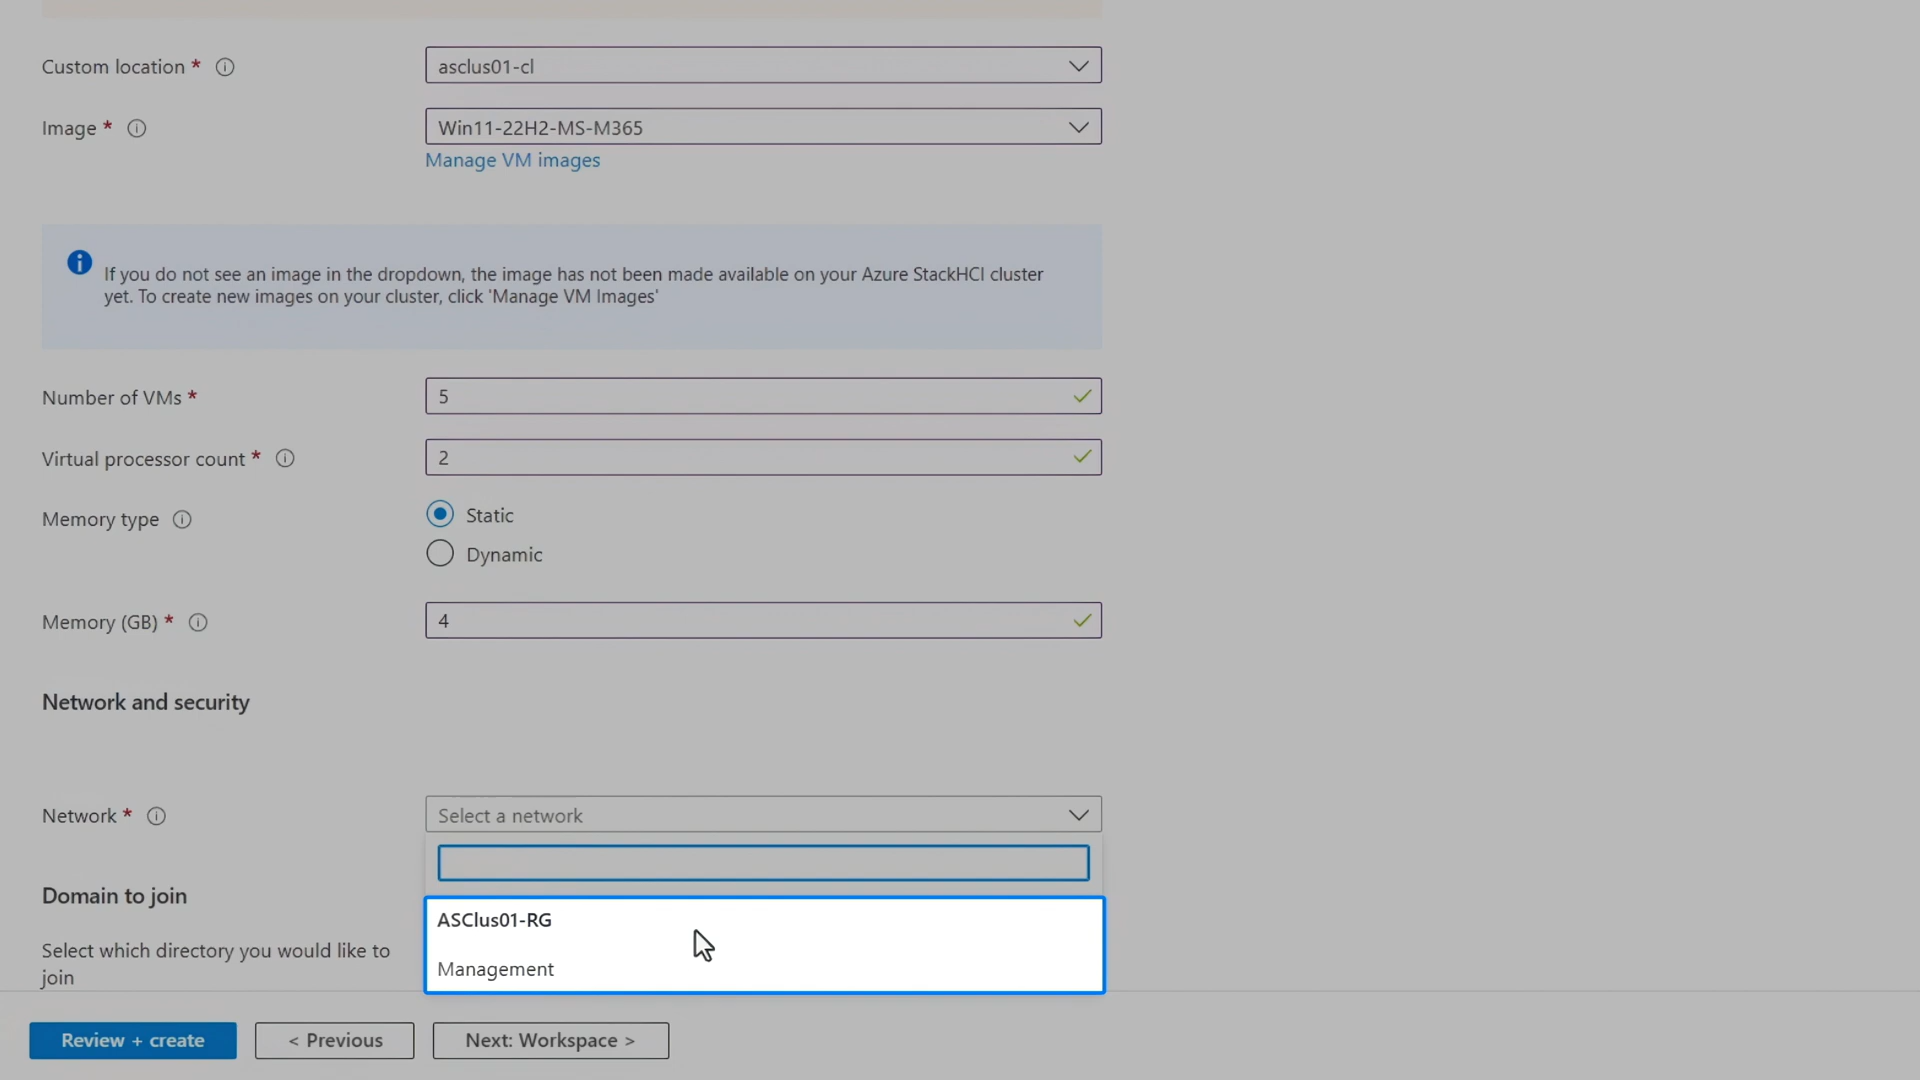 Custom location *
asclus01-cl
Image *
Win11-22H2-MS-M365
Manage VM images
If you do not see an image in the dropdown, the image has not been made available on your Azure StackHCI cluster
yet. To create new images on your cluster, click 'Manage VM Images'
Number of VMs *
5
Virtual processor count *
2
Memory type
Static
Dynamic
Memory (GB) *
4
Network and security
Network *
Select a network
ASClus01-RG
Management
Domain to join
Select which directory you would like to
join
Review + create
< Previous
Next: Workspace >